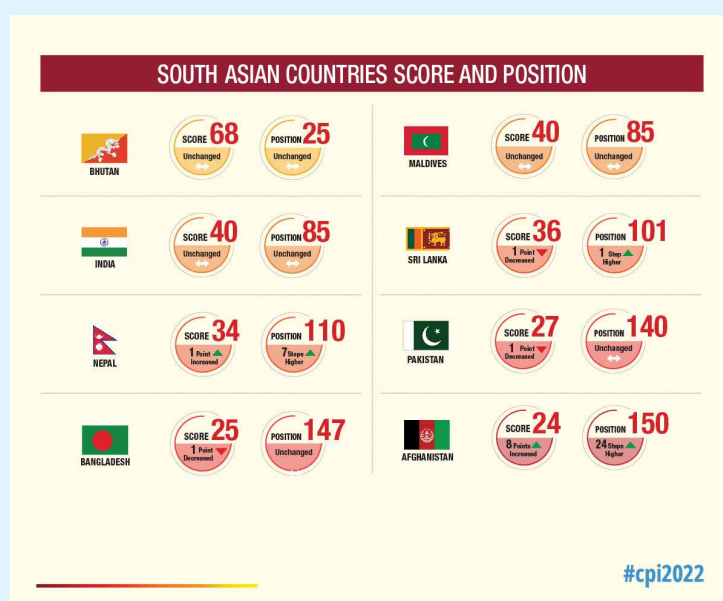 SOUTH ASIAN COUNTRIES SCORE AND POSITION
BHUTAN
SCORE 68
Unchanged
POSITION 25
Unchanged
MALDIVES
SCORE 40
Unchanged
POSITION 85
Unchanged
INDIA
SCORE 40
Unchanged
POSITION 85
Unchanged
SRI LANKA
SCORE 36
1 Point
Decreased
POSITION 101
1 Step
Higher
NEPAL
SCORE 34
1 Point
Increased
POSITION 110
7 Steps
Higher
PAKISTAN
SCORE 27
1 Point
Decreased
POSITION 140
Unchanged
BANGLADESH
SCORE 25
1 Point
Decreased
POSITION 147
Unchanged
AFGHANISTAN
SCORE 24
8 Points
Increased
POSITION 150
24 Steps
Higher
#cpi2022